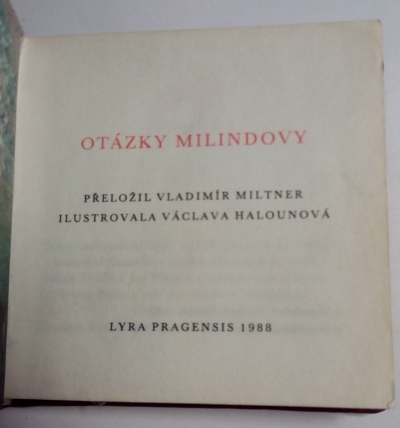 OTÁZKY MILINDOVY
PŘELOŽIL VLADIMÍR MILTNER
ILUSTROVALA VÁCLAVA HALOUNOVÁ
LYRA PRAGENSIS 1988